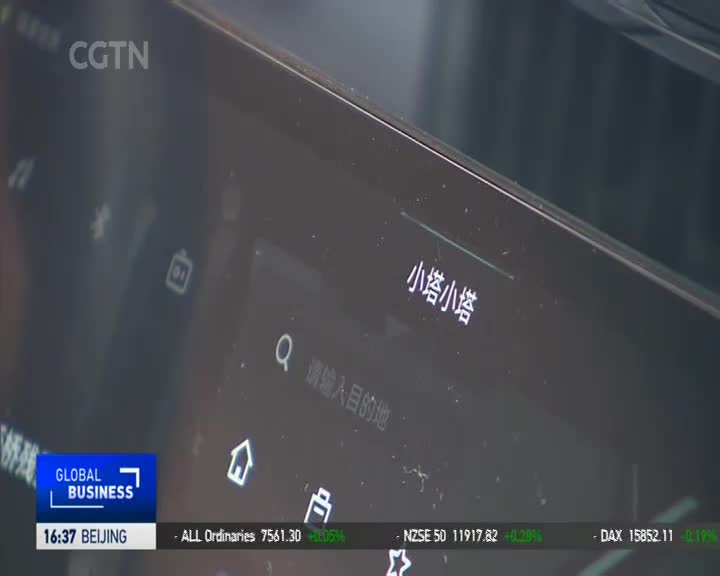 CGTN
小塔小塔
请输入目的地
GLOBAL
BUSINESS
16:37 BEIJING
- ALL Ordinaries 7561.30 +0.05% - NZSE 50 11917.82 +0.28% - DAX 15852.11 +0.19%